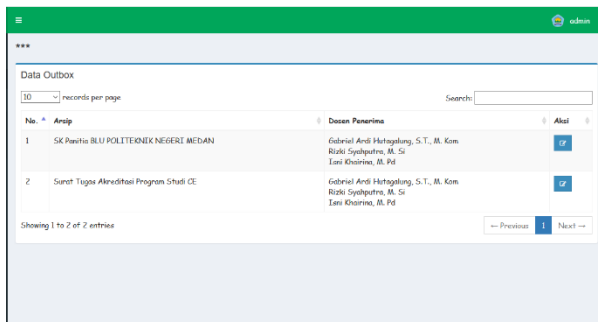 admin
***
Data Outbox
10 records per page
Search:
No. Arsip Dosen Penerima Aksi
1 SK Panitia BLU POLITEKNIK NEGERI MEDAN Gabriel Ardi Hutagalung, S.T., M. Kom
Rizki Syahputra, M. Si
Isni Khairina, M. Pd
2 Surat Tugas Akreditasi Program Studi CE Gabriel Ardi Hutagalung, S.T., M. Kom
Rizki Syahputra, M. Si
Isni Khairina, M. Pd
Showing 1 to 2 of 2 entries
← Previous 1 Next →